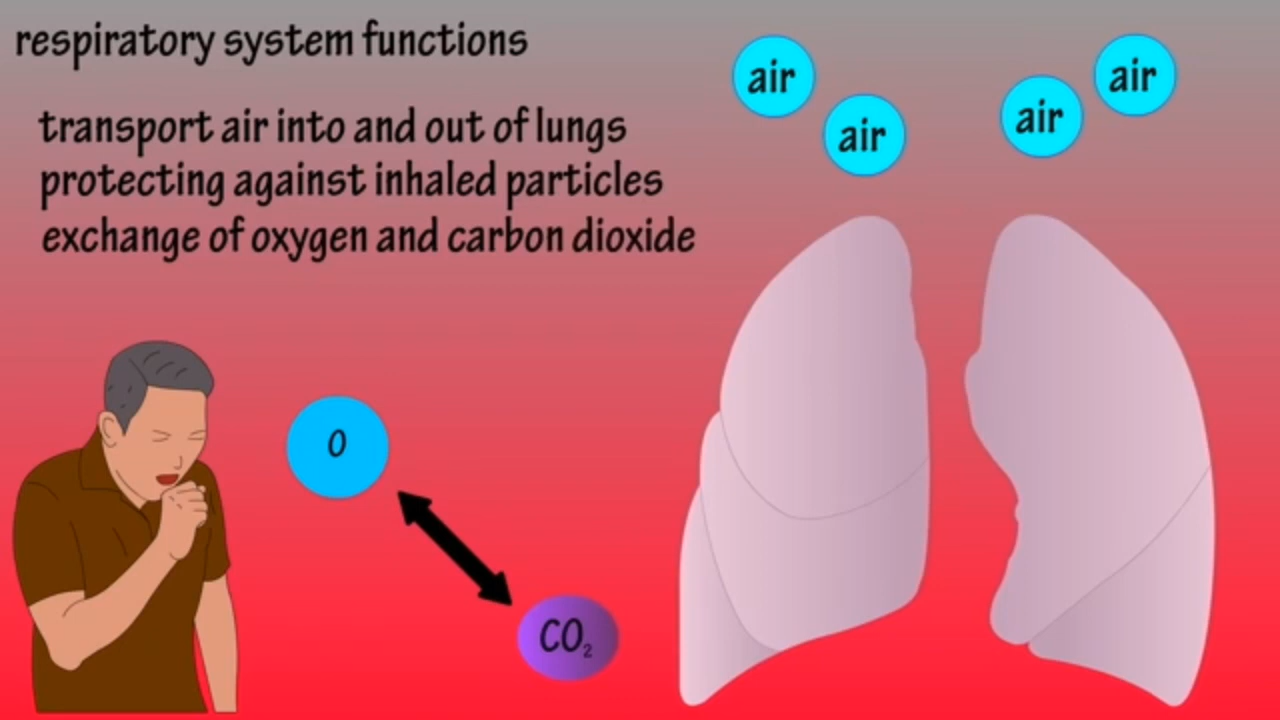 respiratory system functions
transport air into and out of lungs
protecting against inhaled particles
exchange of oxygen and carbon dioxide
air
air
air
air
O
CO₂